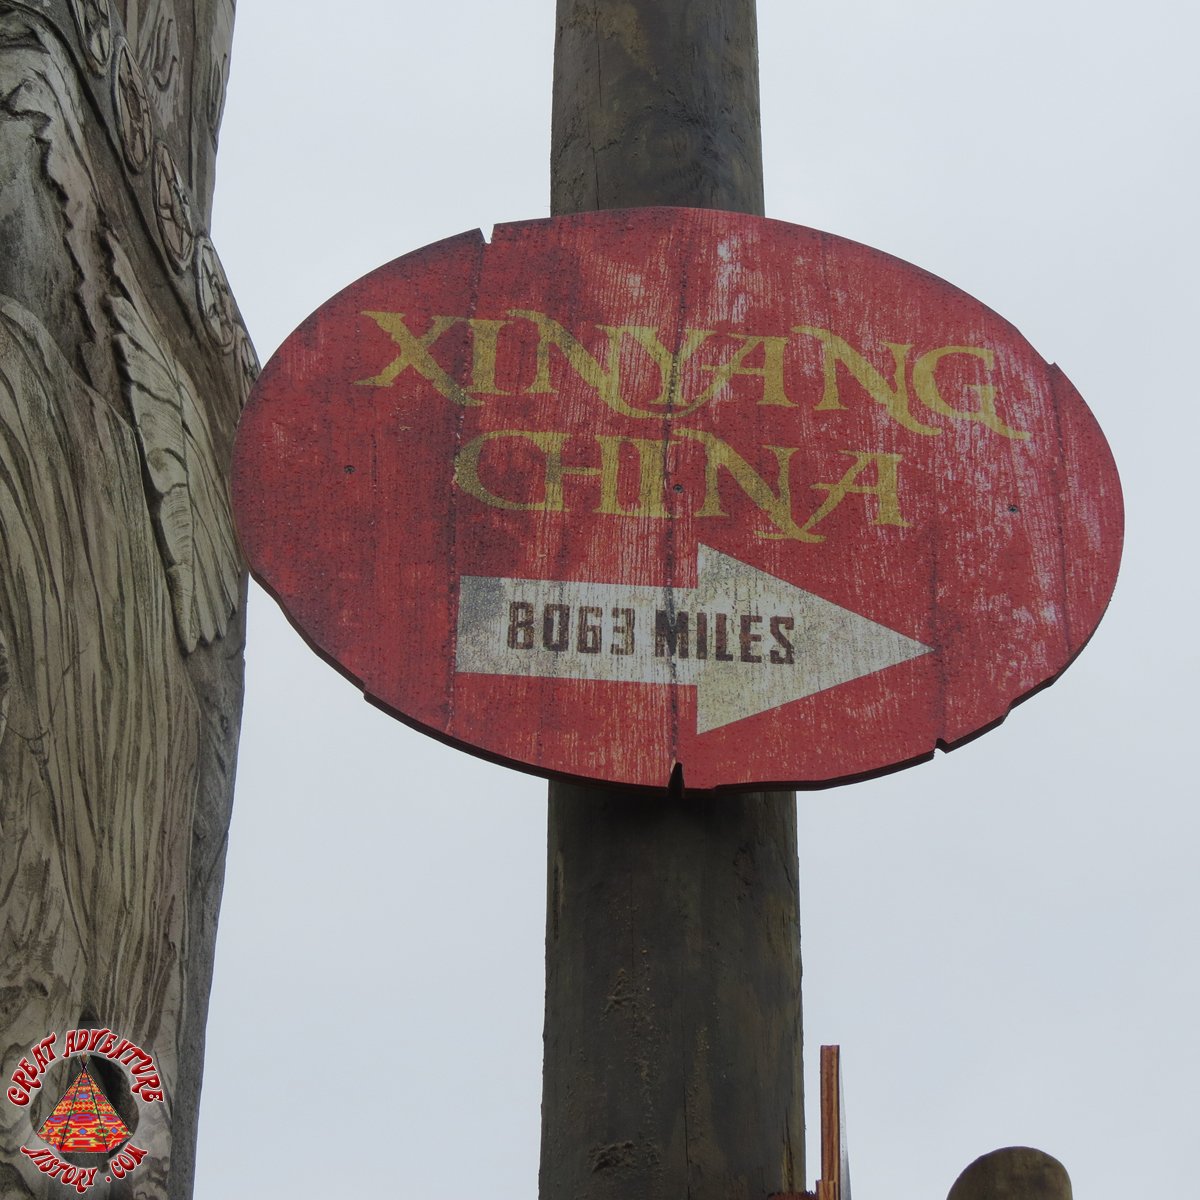 XINYANG
CHINA
8063 MILES
GREAT ADVENTURE
HISTORY.COM